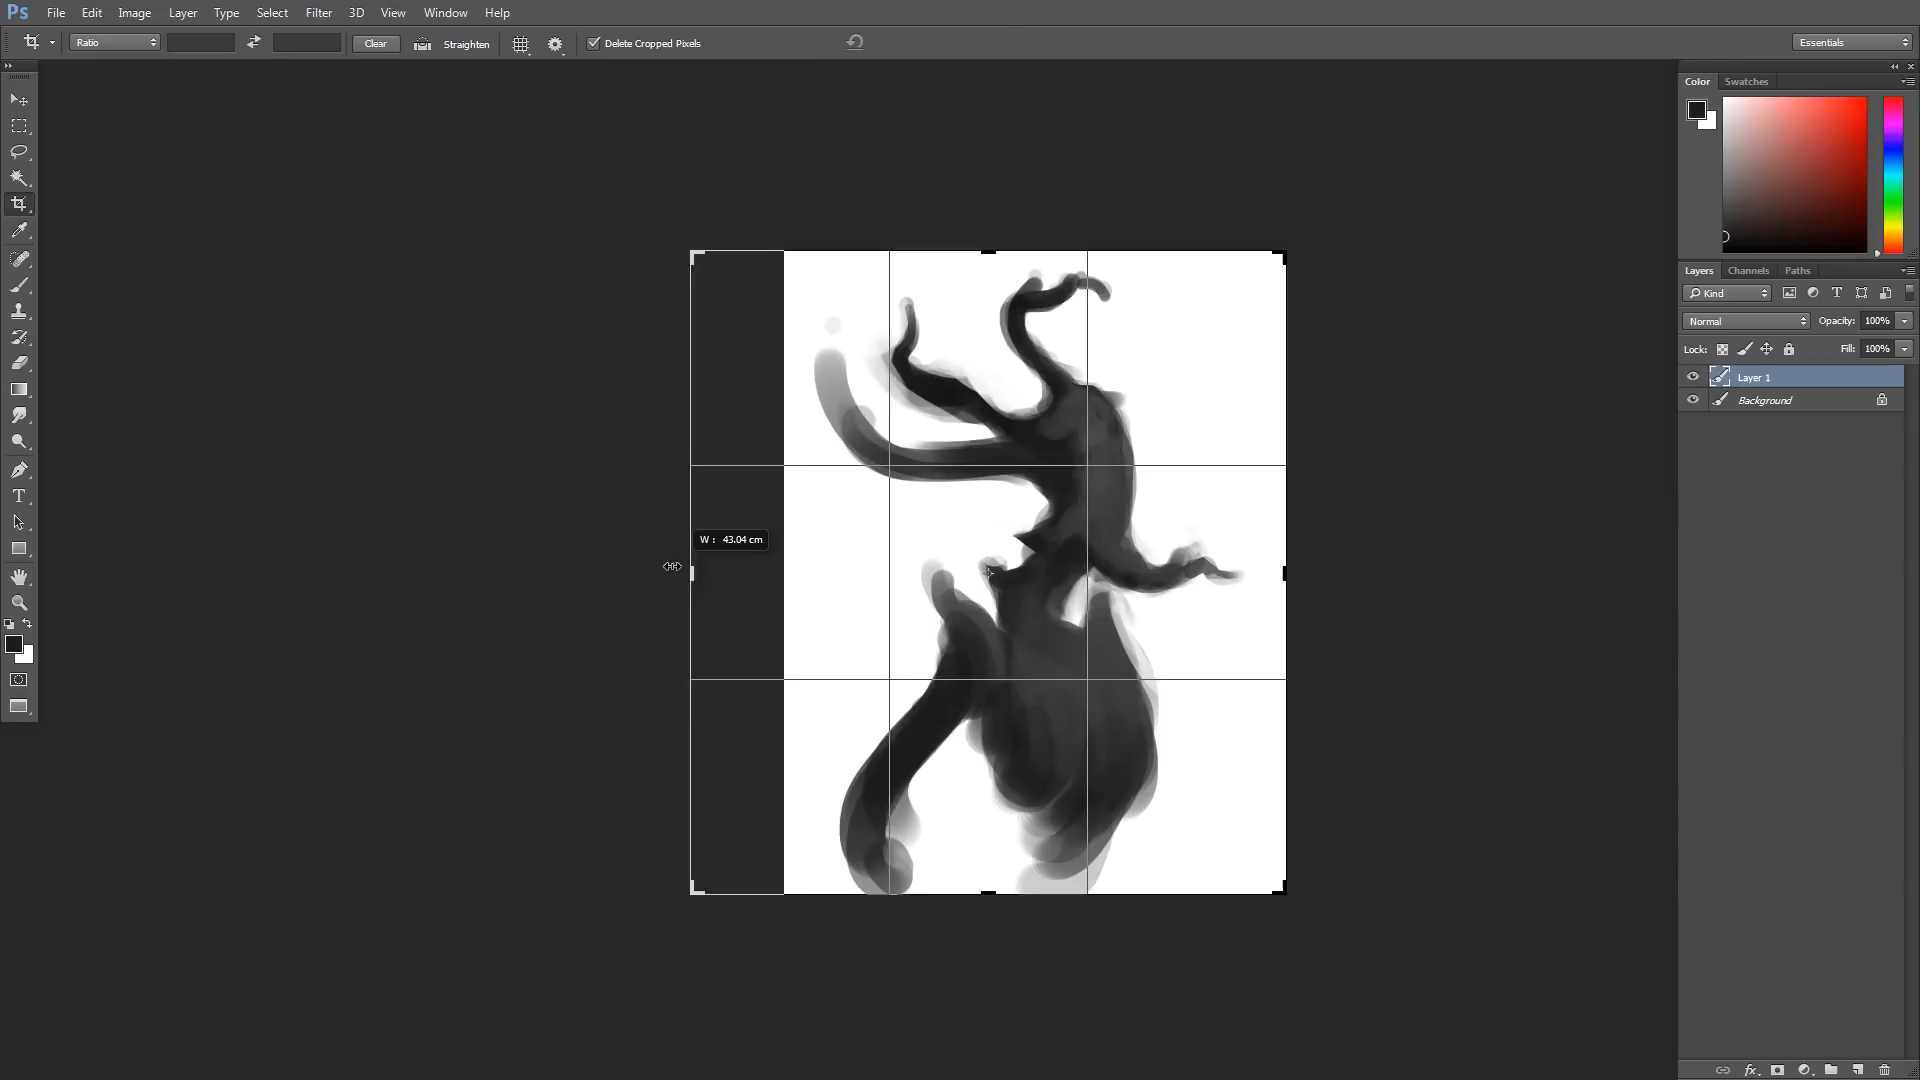 Ps File Edit Image Layer Type Select Filter 3D View Window Help
Ratio Clear Straighten Delete Cropped Pixels Essentials
Color Swatches
Layers Channels Paths
Kind
Normal Opacity: 100%
Lock: Fill: 100%
Layer 1
Background
W : 43.04 cm
T
fx